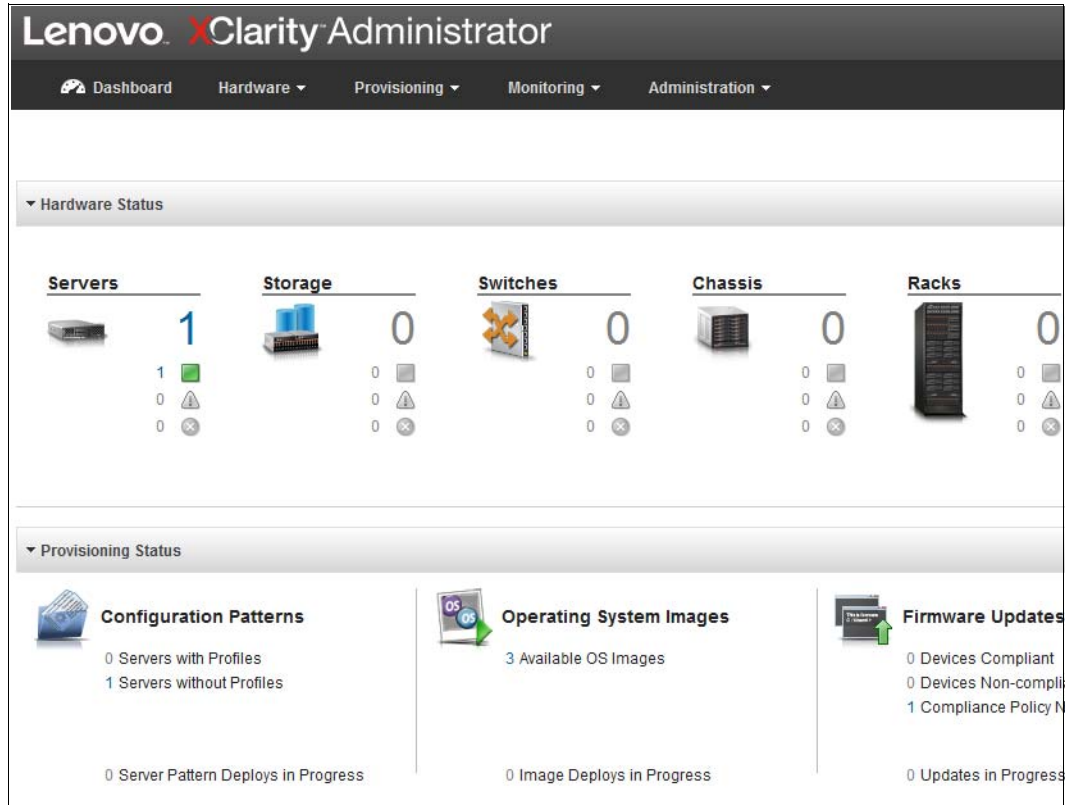 Lenovo. XClarity Administrator
Dashboard Hardware Provisioning Monitoring Administration
Hardware Status
Servers Storage Switches Chassis Racks
1 0 0 0 0
1 0 0 0 0
0 0 0 0 0
0 0 0 0 0
Provisioning Status
Configuration Patterns Operating System Images Firmware Updates
0 Servers with Profiles 3 Available OS Images 0 Devices Compliant
1 Servers without Profiles 0 Devices Non-compli
1 Compliance Policy N
0 Server Pattern Deploys in Progress 0 Image Deploys in Progress 0 Updates in Progress